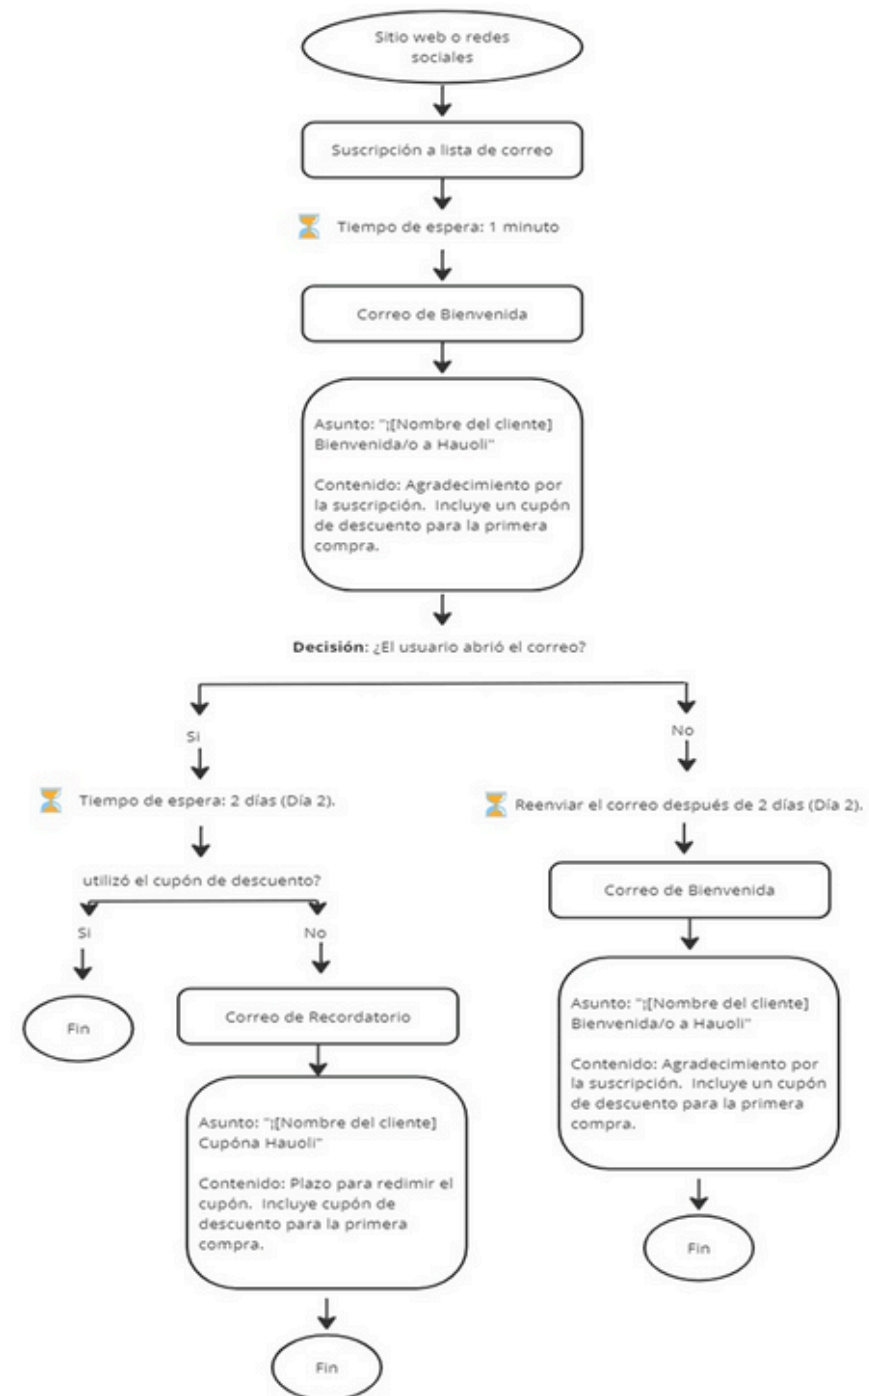 Sitio web o redes
sociales
Suscripción a lista de correo
Tiempo de espera: 1 minuto
Correo de Bienvenida
Asunto: "¡[Nombre del cliente]
Bienvenida/o a Hauoli"
Contenido: Agradecimiento por
la suscripción. Incluye un cupón
de descuento para la primera
compra.
Decisión: ¿El usuario abrió el correo?
Si
No
Tiempo de espera: 2 días (Día 2).
Reenviar el correo después de 2 días (Día 2).
utilizó el cupón de descuento?
Si
No
Fin
Correo de Recordatorio
Asunto: "¡[Nombre del cliente]
Cupóna Hauoli"
Contenido: Plazo para redimir el
cupón. Incluye cupón de
descuento para la primera
compra.
Fin
Correo de Bienvenida
Asunto: "¡[Nombre del cliente]
Bienvenida/o a Hauoli"
Contenido: Agradecimiento por
la suscripción. Incluye un cupón
de descuento para la primera
compra.
Fin